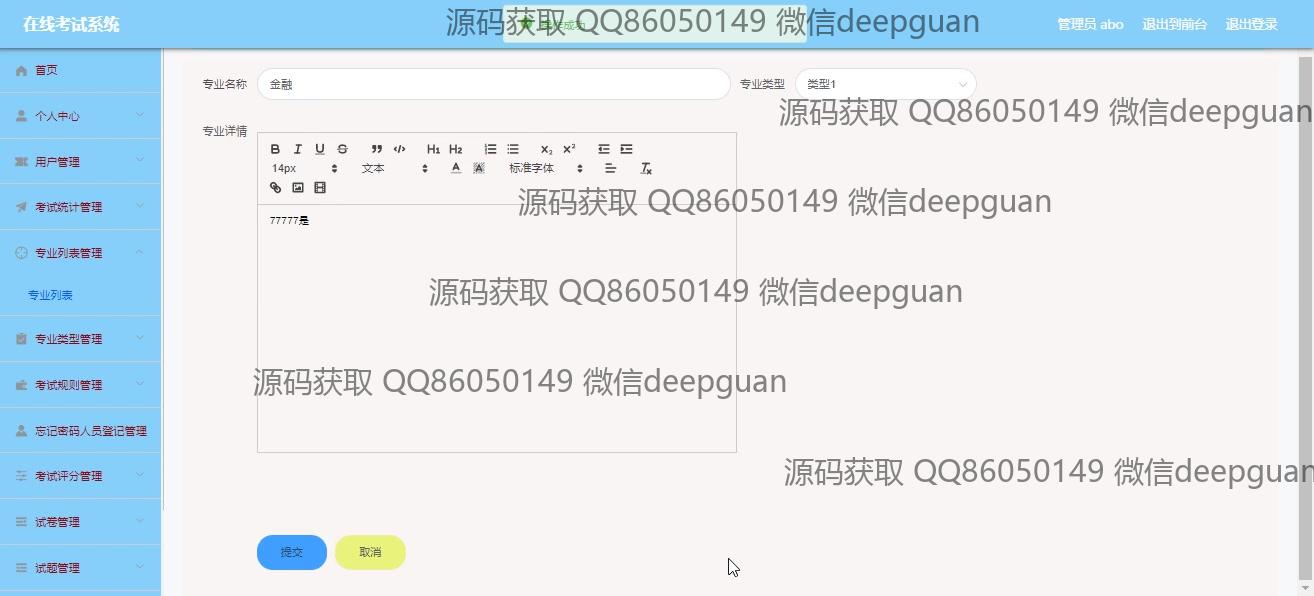 在线考试系统
源码获取 QQ86050149 微信deepguan
管理员 abo 退出到前台 退出登录
首页
个人中心
用户管理
考试统计管理
专业列表管理
专业列表
专业类型管理
考试规则管理
忘记密码人员登记管理
考试评分管理
试卷管理
试题管理
专业名称 金融 专业类型 类型1
源码获取 QQ86050149 微信deepguan
专业详情
B I U S H1 H2 X2 X2
14px 文本 A A 标准字体 Tx
源码获取 QQ86050149 微信deepguan
77777是
源码获取 QQ86050149 微信deepguan
源码获取 QQ86050149 微信deepguan
源码获取 QQ86050149 微信deepguan
提交 取消